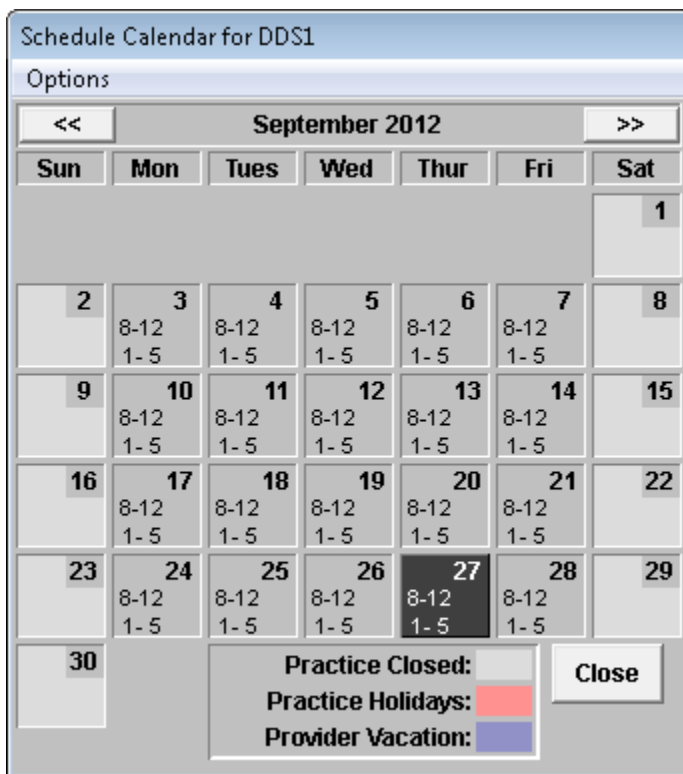 Schedule Calendar for DDS1
Options
<< September 2012 >>
Sun Mon Tues Wed Thur Fri Sat
1
2 3 4 5 6 7 8
8-12 8-12 8-12 8-12 8-12
1- 5 1- 5 1- 5 1- 5 1- 5
9 10 11 12 13 14 15
8-12 8-12 8-12 8-12 8-12
1- 5 1- 5 1- 5 1- 5 1- 5
16 17 18 19 20 21 22
8-12 8-12 8-12 8-12 8-12
1- 5 1- 5 1- 5 1- 5 1- 5
23 24 25 26 27 28 29
8-12 8-12 8-12 8-12 8-12
1- 5 1- 5 1- 5 1- 5 1- 5
30
Practice Closed:
Practice Holidays:
Provider Vacation:
Close